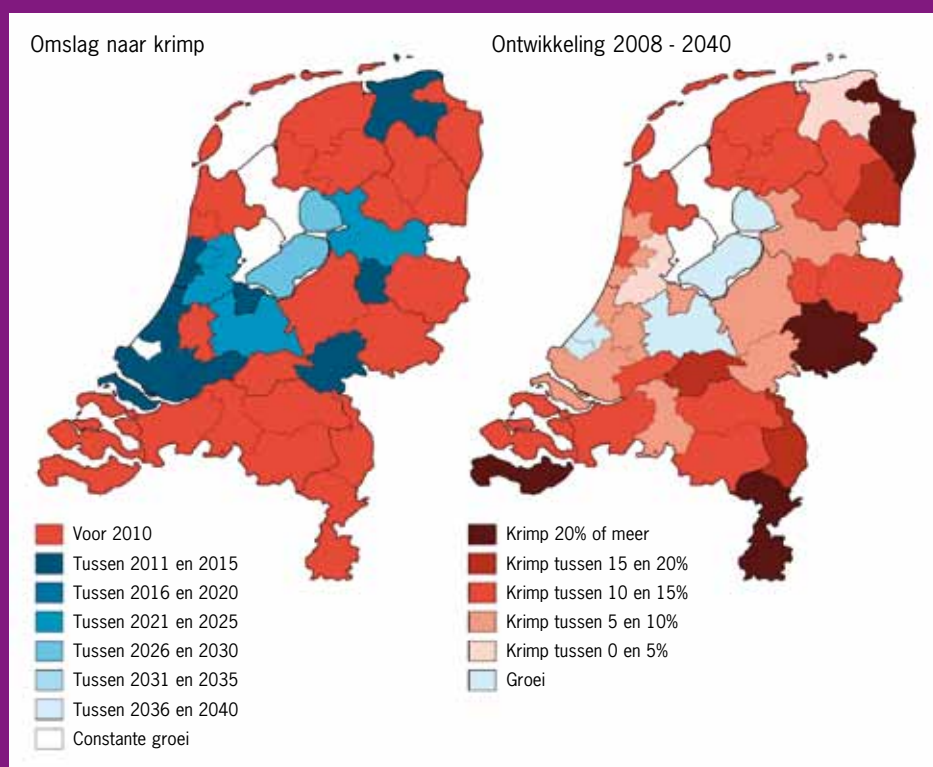 Omslag naar krimp
Voor 2010
Tussen 2011 en 2015
Tussen 2016 en 2020
Tussen 2021 en 2025
Tussen 2026 en 2030
Tussen 2031 en 2035
Tussen 2036 en 2040
Constante groei
Ontwikkeling 2008 - 2040
Krimp 20% of meer
Krimp tussen 15 en 20%
Krimp tussen 10 en 15%
Krimp tussen 5 en 10%
Krimp tussen 0 en 5%
Groei